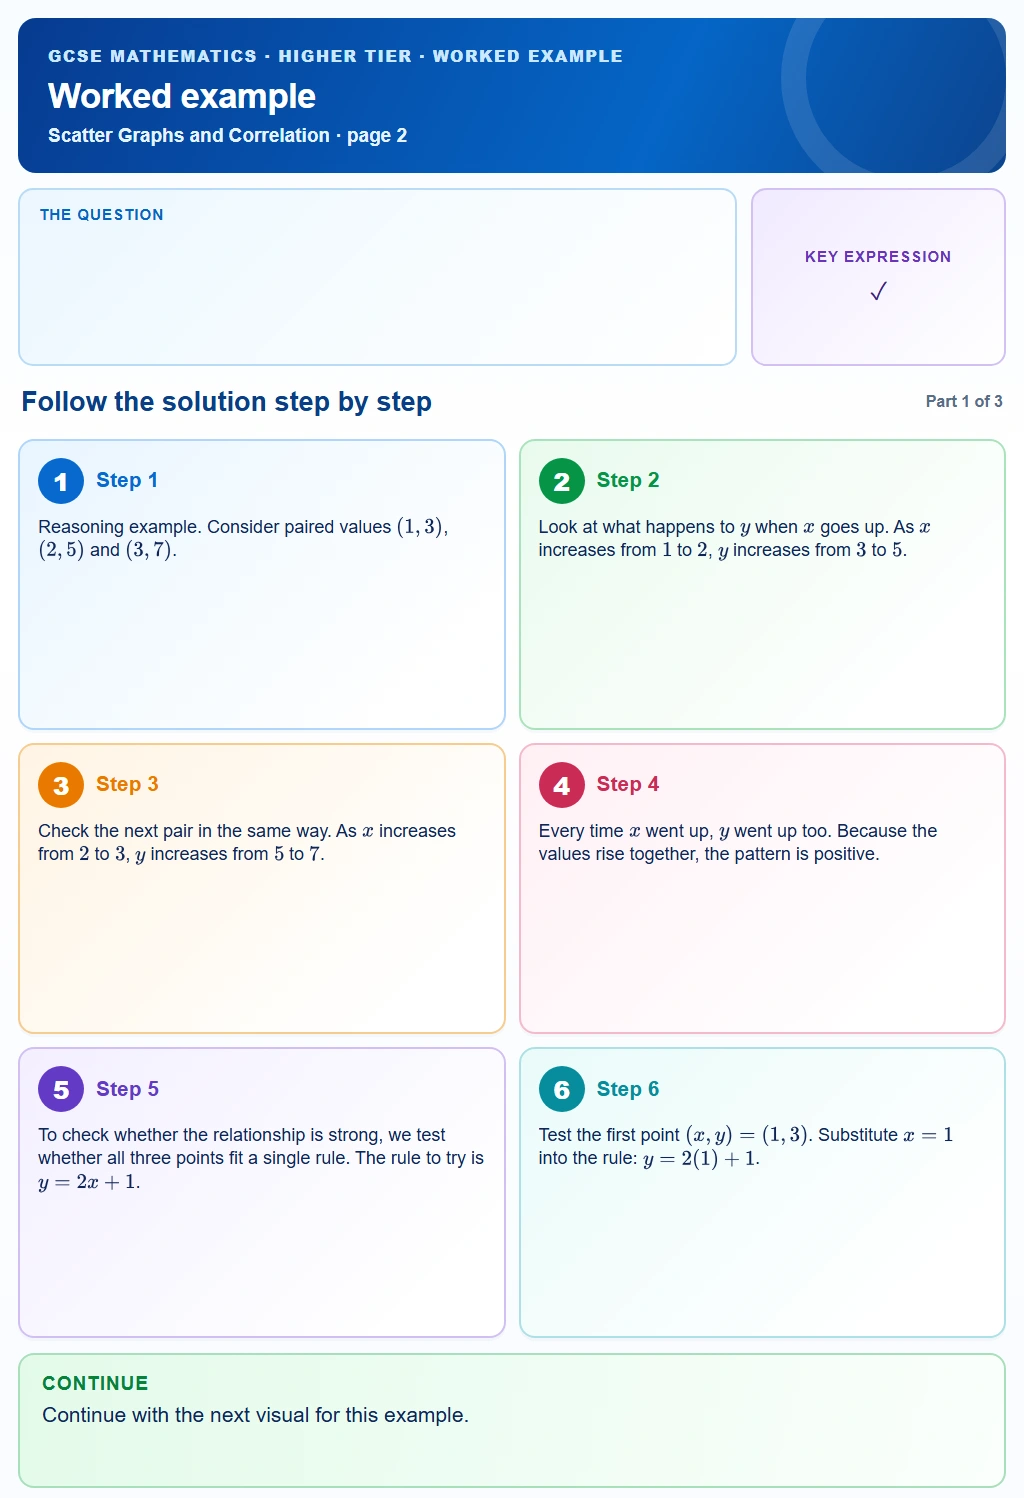 GCSE MATHEMATICS · HIGHER TIER · WORKED EXAMPLE
Worked example
Scatter Graphs and Correlation · page 2
THE QUESTION
KEY EXPRESSION
✓
Follow the solution step by step
Part 1 of 3
1 Step 1
Reasoning example. Consider paired values (1, 3),
(2, 5) and (3, 7).
2 Step 2
Look at what happens to y when x goes up. As x
increases from 1 to 2, y increases from 3 to 5.
3 Step 3
Check the next pair in the same way. As x increases
from 2 to 3, y increases from 5 to 7.
4 Step 4
Every time x went up, y went up too. Because the
values rise together, the pattern is positive.
5 Step 5
To check whether the relationship is strong, we test
whether all three points fit a single rule. The rule to try is
y = 2x + 1.
6 Step 6
Test the first point (x, y) = (1, 3). Substitute x = 1
into the rule: y = 2(1) + 1.
CONTINUE
Continue with the next visual for this example.